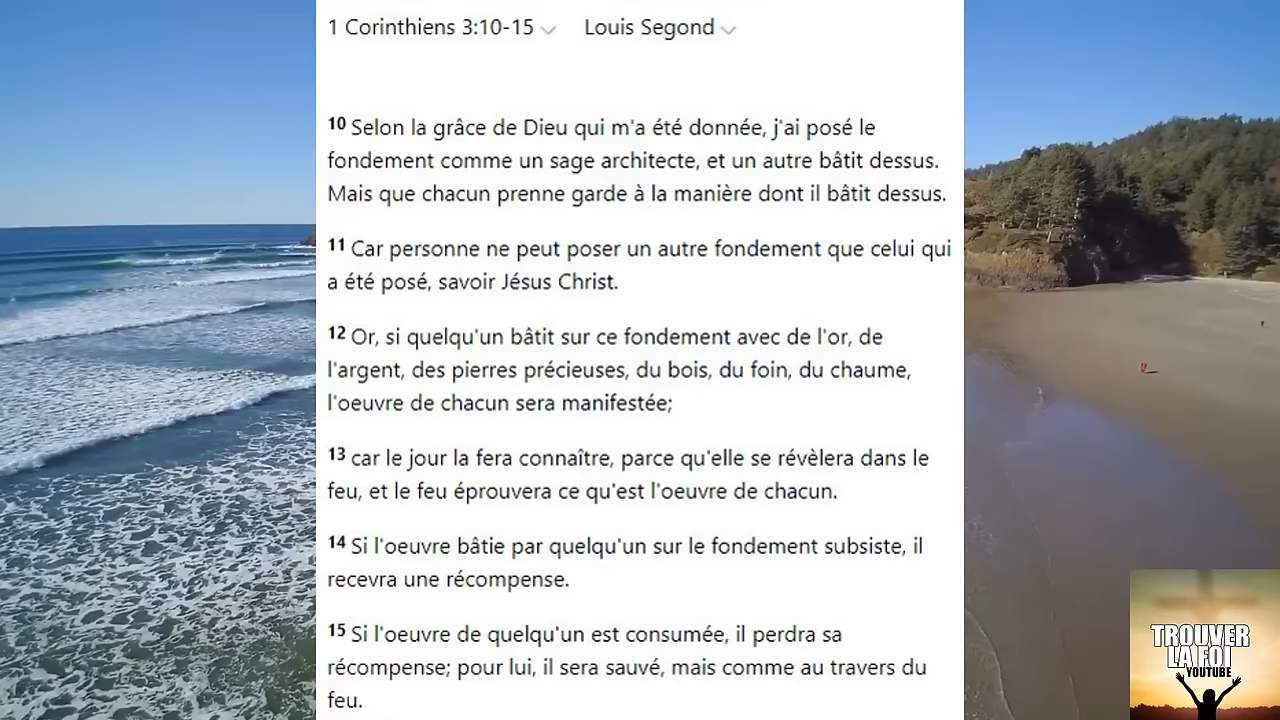 1 Corinthiens 3:10-15 Louis Segond
10 Selon la grâce de Dieu qui m'a été donnée, j'ai posé le
fondement comme un sage architecte, et un autre bâtit dessus.
Mais que chacun prenne garde à la manière dont il bâtit dessus.
11 Car personne ne peut poser un autre fondement que celui qui
a été posé, savoir Jésus Christ.
12 Or, si quelqu'un bâtit sur ce fondement avec de l'or, de
l'argent, des pierres précieuses, du bois, du foin, du chaume,
l'oeuvre de chacun sera manifestée;
13 car le jour la fera connaître, parce qu'elle se révèlera dans le
feu, et le feu éprouvera ce qu'est l'oeuvre de chacun.
14 Si l'oeuvre bâtie par quelqu'un sur le fondement subsiste, il
recevra une récompense.
15 Si l'oeuvre de quelqu'un est consumée, il perdra sa
récompense; pour lui, il sera sauvé, mais comme au travers du
feu.
TROUVER
LA FOI
YOUTUBE